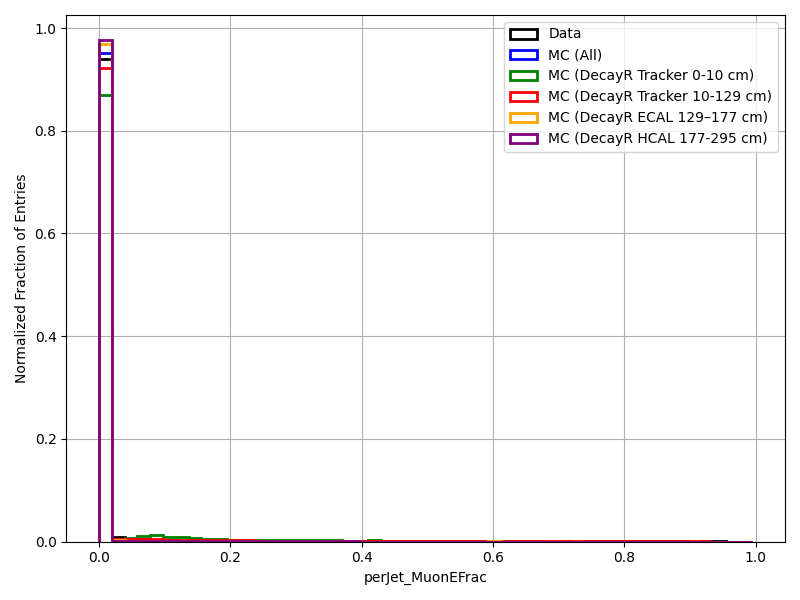 Data
MC (All)
MC (DecayR Tracker 0-10 cm)
MC (DecayR Tracker 10-129 cm)
MC (DecayR ECAL 129–177 cm)
MC (DecayR HCAL 177-295 cm)
Normalized Fraction of Entries
1.0
0.8
0.6
0.4
0.2
0.0
0.0 0.2 0.4 0.6 0.8 1.0
perJet_MuonEFrac